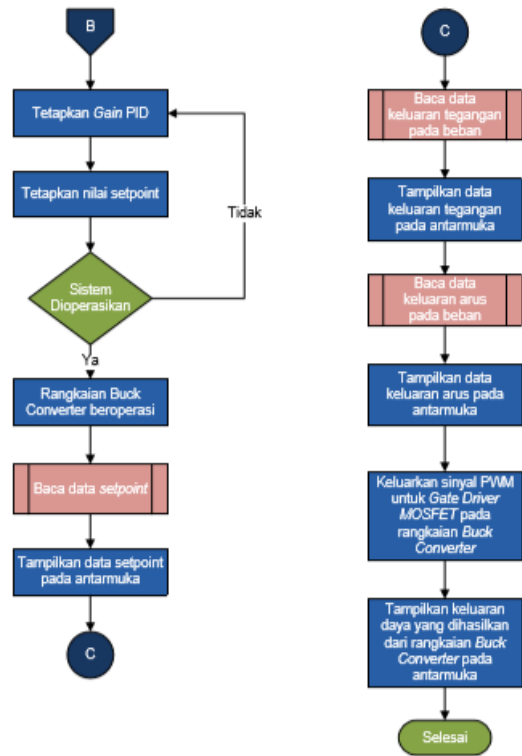 B
Tetapkan Gain PID
Tetapkan nilai setpoint
Tidak
Sistem
Dioperasikan
Ya
Rangkaian Buck
Converter beroperasi
Baca data setpoint
Tampilkan data setpoint
pada antarmuka
C
C
Baca data
keluaran tegangan
pada beban
Tampilkan data
keluaran tegangan
pada antarmuka
Baca data
keluaran arus
pada beban
Tampilkan data
keluaran arus pada
antarmuka
Keluarkan sinyal PWM
untuk Gate Driver
MOSFET pada
rangkaian Buck
Converter
Tampilkan keluaran
daya yang dihasilkan
dari rangkaian Buck
Converter pada
antarmuka
Selesai